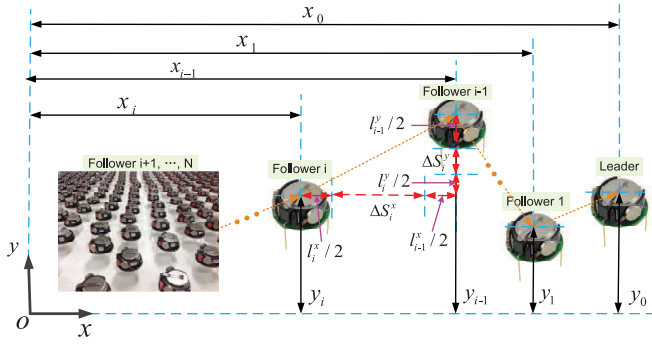 x_0
x_1
x_{i-1}
Follower i-1
x_i
l_{i-1}^y/2
Follower i+1, ···, N
Follower i
ΔS_i^y
Leader
l_i^y/2
ΔS_i^x
Follower 1
l_i^x/2
l_{i-1}^x/2
y
y_i
y_{i-1}
y_1
y_0
o
x